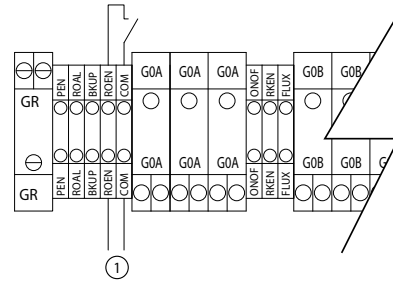 PEN ROAL BKUP ROEN COM G0A G0A G0A ONOF RKEN FLUX G0B G0B
GR
G0A G0A G0A G0B G0B G
GR PEN ROAL BKUP ROEN COM ONOF RKEN FLUX
1